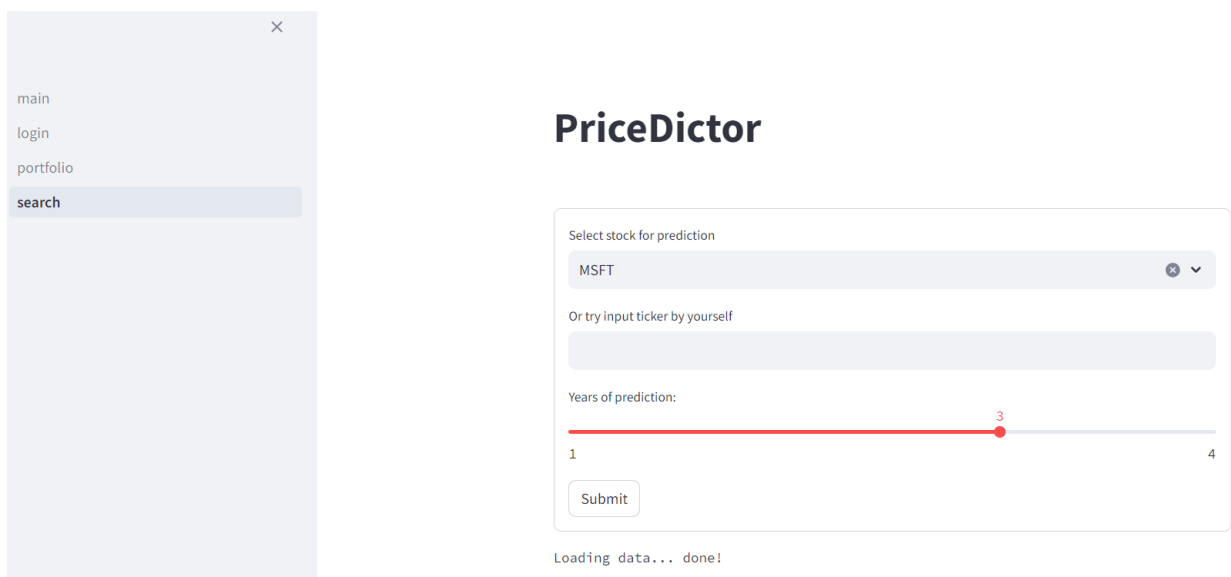 main
login
portfolio
search
PriceDictor
Select stock for prediction
MSFT
Or try input ticker by yourself
Years of prediction:
3
1 4
Submit
Loading data... done!